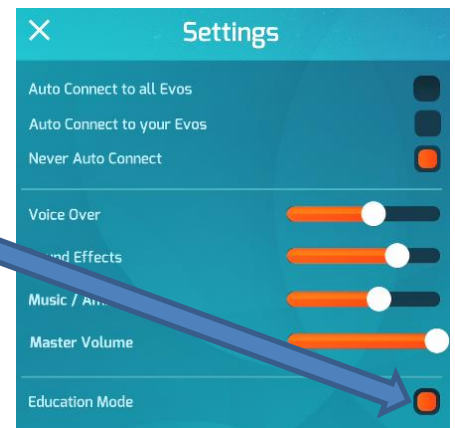 Settings
Auto Connect to all Evos
Auto Connect to your Evos
Never Auto Connect
Voice Over
Effects
Music /
Master Volume
Education Mode